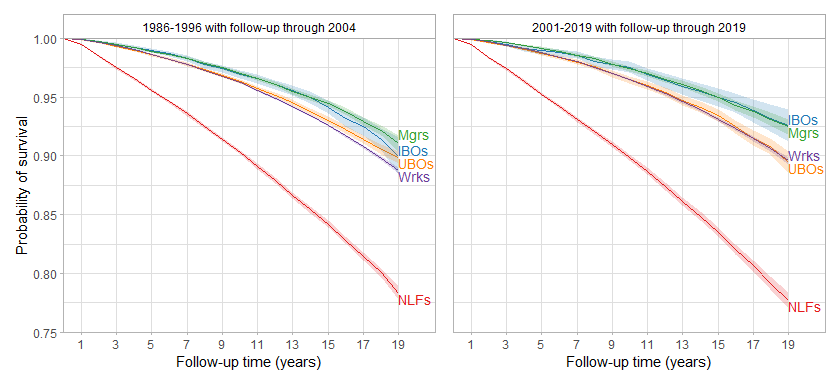 1986-1996 with follow-up through 2004
2001-2019 with follow-up through 2019
Probability of survival
1.00
0.95
0.90
0.85
0.80
0.75
Mgrs
IBOs
UBOs
Wrks
NLFs
IBOs
Mgrs
Wrks
UBOs
NLFs
1 3 5 7 9 11 13 15 17 19
1 3 5 7 9 11 13 15 17 19
Follow-up time (years)
Follow-up time (years)